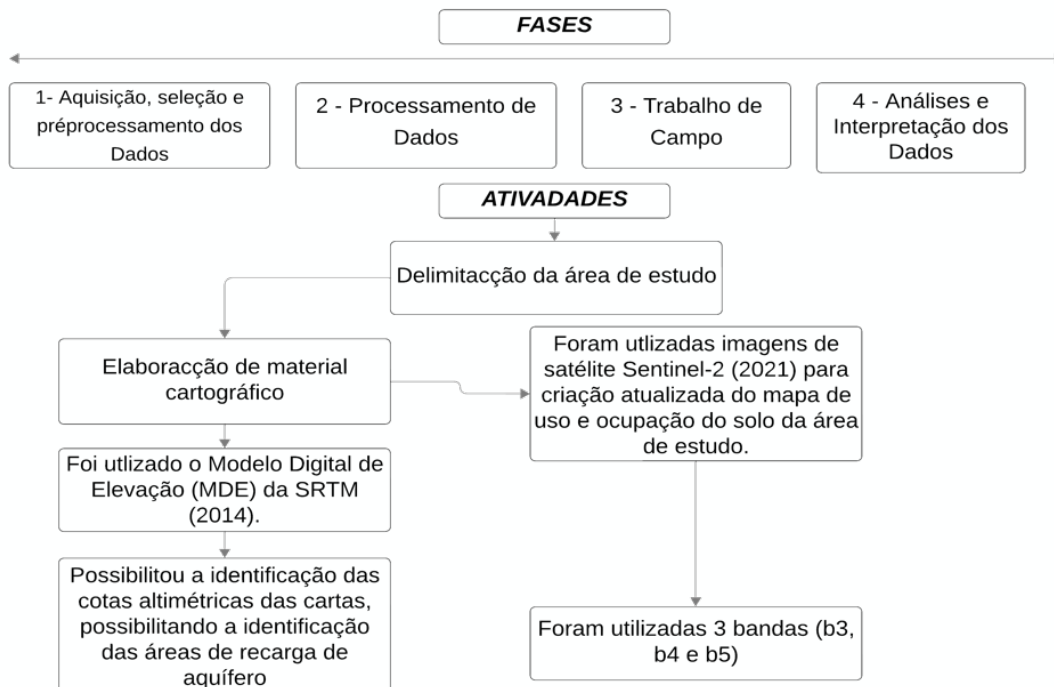 FASES
1- Aquisição, seleção e
préprocessamento dos
Dados
2 - Processamento de
Dados
3 - Trabalho de
Campo
4 - Análises e
Interpretação dos
Dados
ATIVADADES
Delimitacção da área de estudo
Elaboracção de material
cartográfico
Foram utlizadas imagens de
satélite Sentinel-2 (2021) para
criação atualizada do mapa de
uso e ocupação do solo da área
de estudo.
Foi utlizado o Modelo Digital de
Elevação (MDE) da SRTM
(2014).
Possibilitou a identificação das
cotas altimétricas das cartas,
possibilitando a identificação
das áreas de recarga de
aquífero
Foram utilizadas 3 bandas (b3,
b4 e b5)